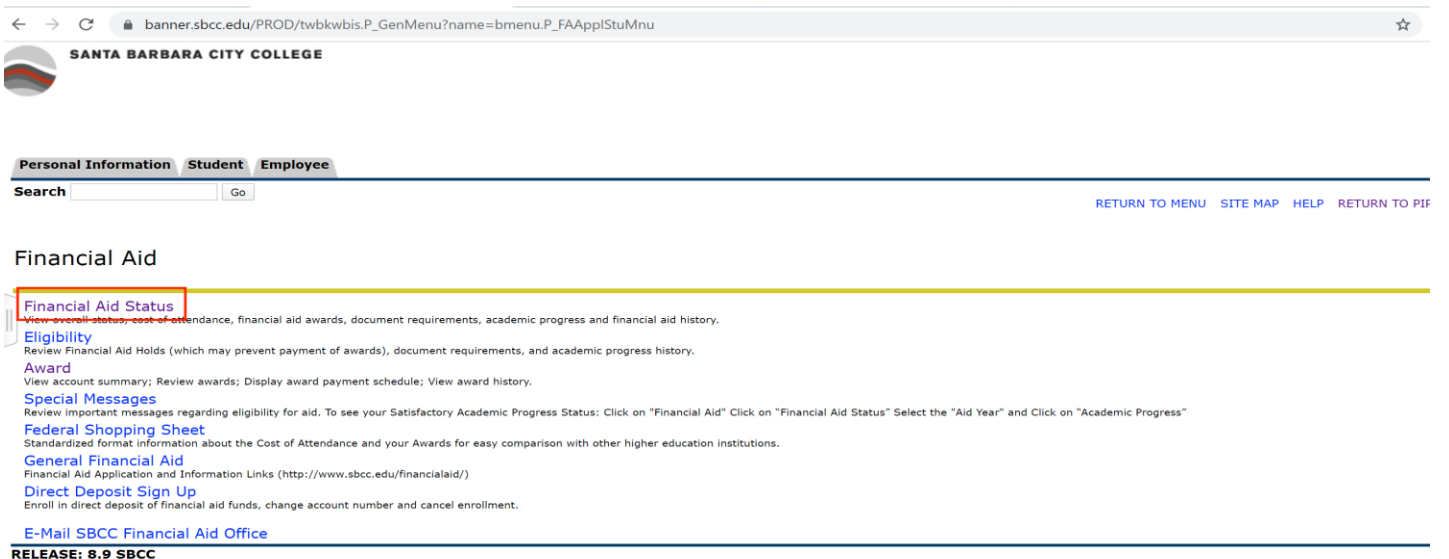 banner.sbcc.edu/PROD/twbkwbis.P_GenMenu?name=bmenu.P_FAApplStuMnu
SANTA BARBARA CITY COLLEGE
Personal Information Student Employee
Search Go
RETURN TO MENU SITE MAP HELP RETURN TO PIP
Financial Aid
Financial Aid Status
View overall status, cost of attendance, financial aid awards, document requirements, academic progress and financial aid history.
Eligibility
Review Financial Aid Holds (which may prevent payment of awards), document requirements, and academic progress history.
Award
View account summary; Review awards; Display award payment schedule; View award history.
Special Messages
Review important messages regarding eligibility for aid. To see your Satisfactory Academic Progress Status: Click on "Financial Aid" Click on "Financial Aid Status" Select the "Aid Year" and Click on "Academic Progress"
Federal Shopping Sheet
Standardized format information about the Cost of Attendance and your Awards for easy comparison with other higher education institutions.
General Financial Aid
Financial Aid Application and Information Links (http://www.sbcc.edu/financialaid/)
Direct Deposit Sign Up
Enroll in direct deposit of financial aid funds, change account number and cancel enrollment.
E-Mail SBCC Financial Aid Office
RELEASE: 8.9 SBCC